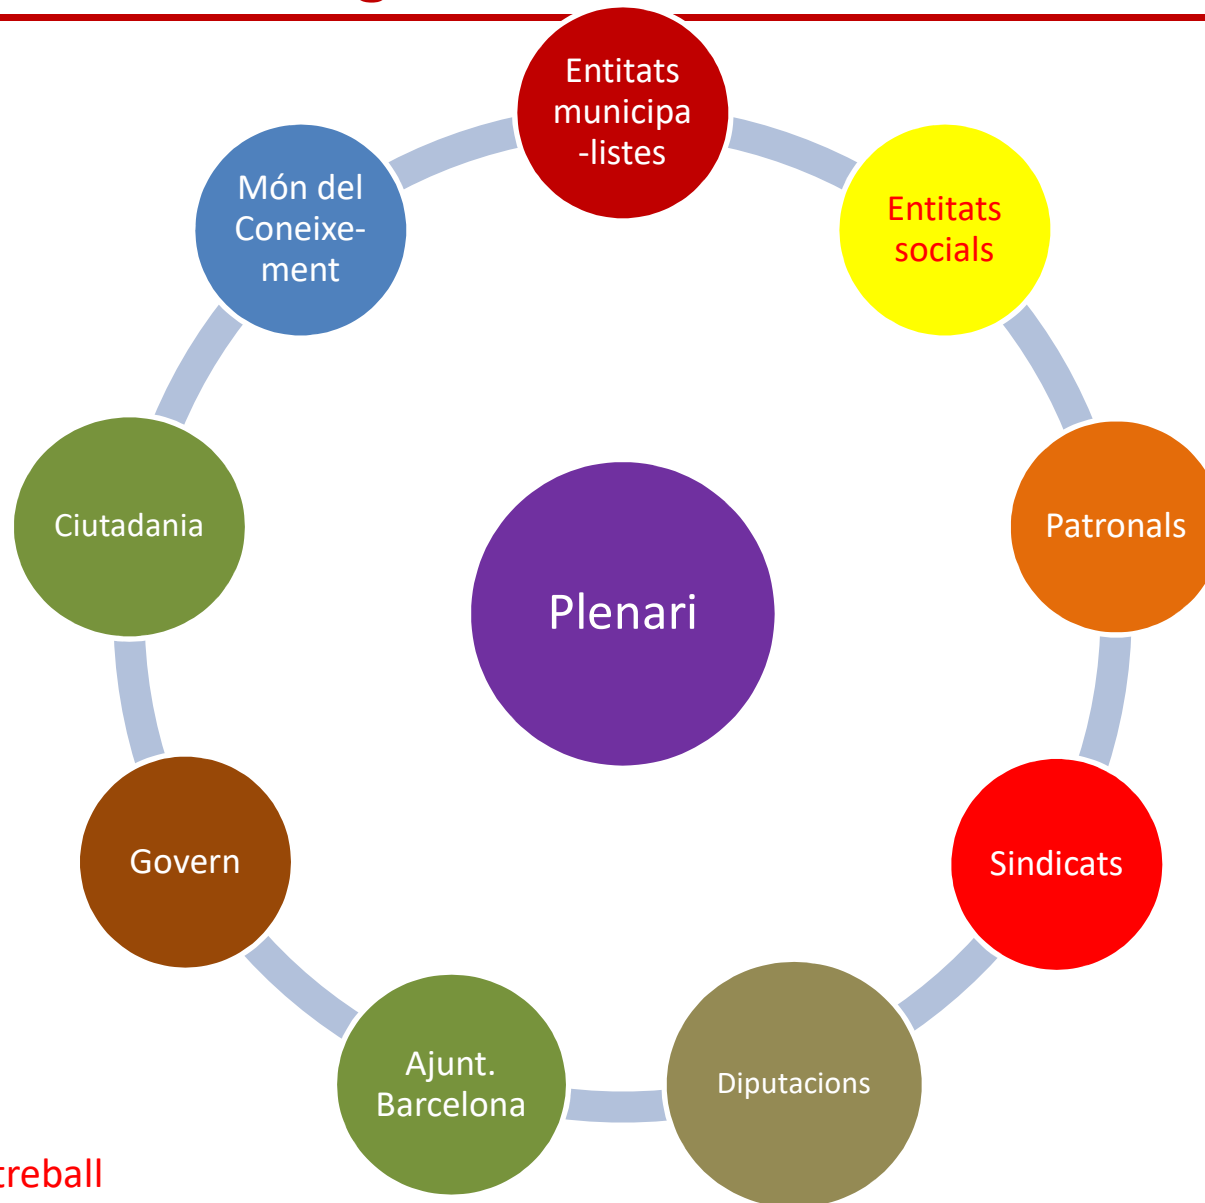 Entitats
municipa
-listes
Món del
Coneixe-
ment
Entitats
socials
Ciutadania
Patronals
Plenari
Govern
Sindicats
Ajunt.
Barcelona
Diputacions
treball